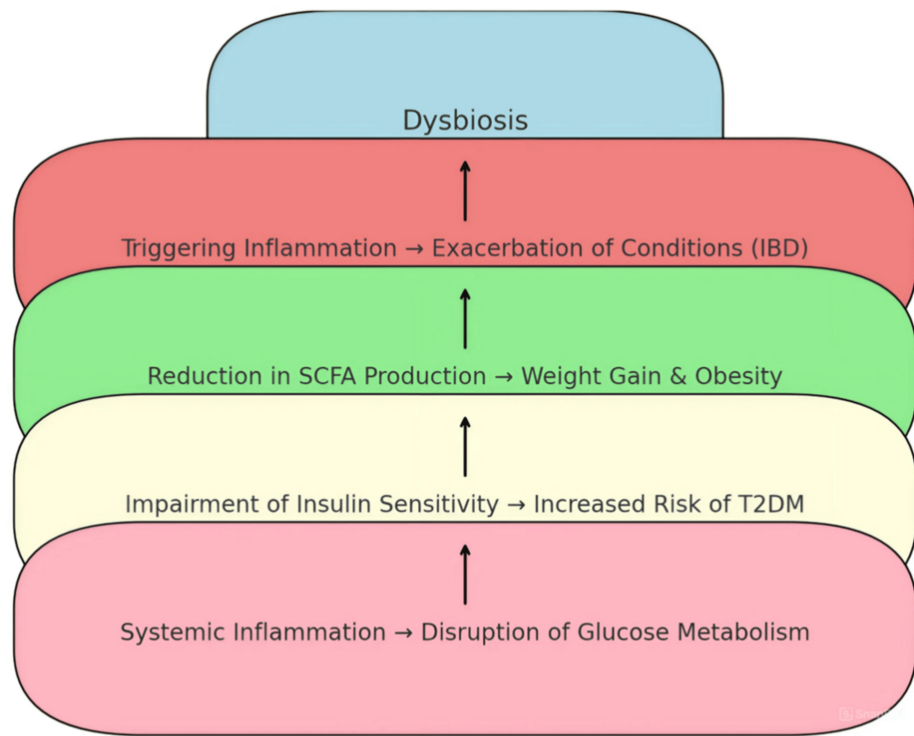 Dysbiosis
Triggering Inflammation → Exacerbation of Conditions (IBD)
Reduction in SCFA Production → Weight Gain & Obesity
Impairment of Insulin Sensitivity → Increased Risk of T2DM
Systemic Inflammation → Disruption of Glucose Metabolism